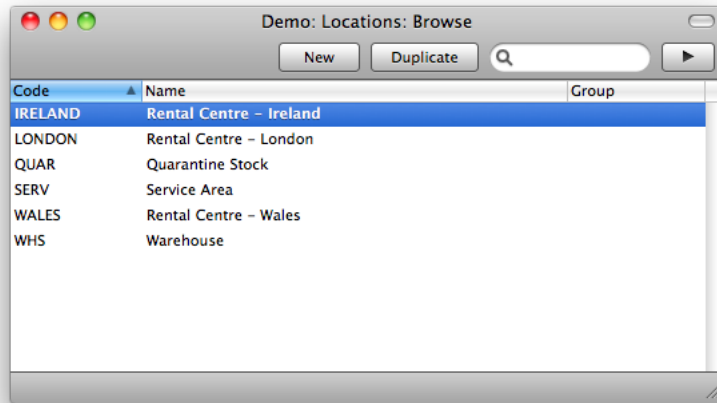 Demo: Locations: Browse
New Duplicate
Code Name Group
IRELAND Rental Centre – Ireland
LONDON Rental Centre – London
QUAR Quarantine Stock
SERV Service Area
WALES Rental Centre – Wales
WHS Warehouse